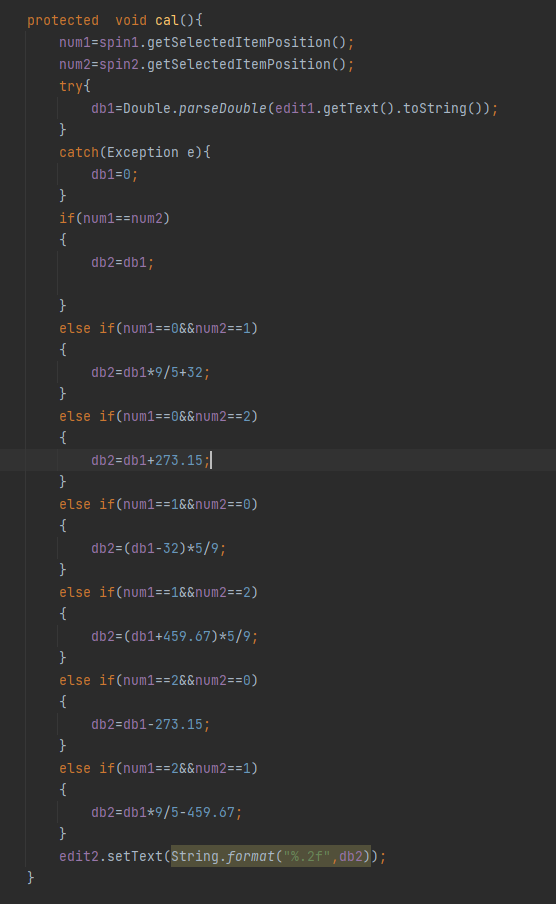 protected  void cal(){
    num1=spin1.getSelectedItemPosition();
    num2=spin2.getSelectedItemPosition();
    try{
        db1=Double.parseDouble(edit1.getText().toString());
    }
    catch(Exception e){
        db1=0;
    }
    if(num1==num2)
    {
        db2=db1;

    }
    else if(num1==0&&num2==1)
    {
        db2=db1*9/5+32;
    }
    else if(num1==0&&num2==2)
    {
        db2=db1+273.15;
    }
    else if(num1==1&&num2==0)
    {
        db2=(db1-32)*5/9;
    }
    else if(num1==1&&num2==2)
    {
        db2=(db1+459.67)*5/9;
    }
    else if(num1==2&&num2==0)
    {
        db2=db1-273.15;
    }
    else if(num1==2&&num2==1)
    {
        db2=db1*9/5-459.67;
    }
    edit2.setText(String.format("%.2f",db2));
}